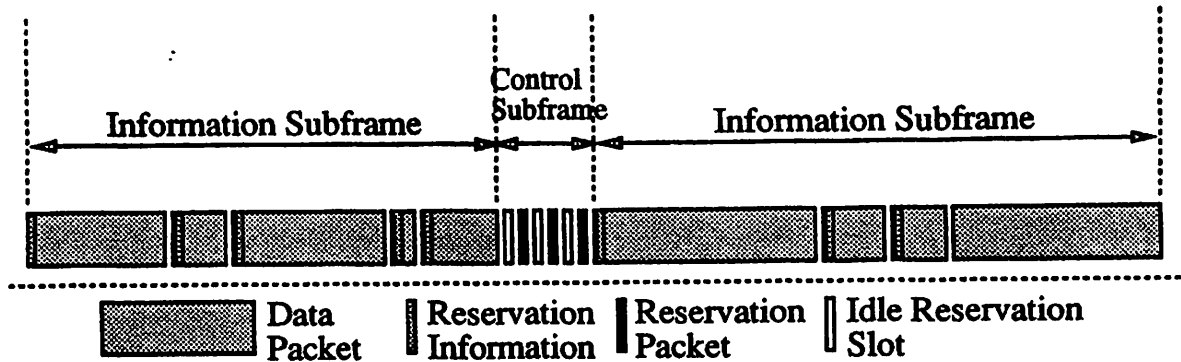 Control
Subframe
Information Subframe
Information Subframe
Data
Packet
Reservation
Information
Reservation
Packet
Idle Reservation
Slot